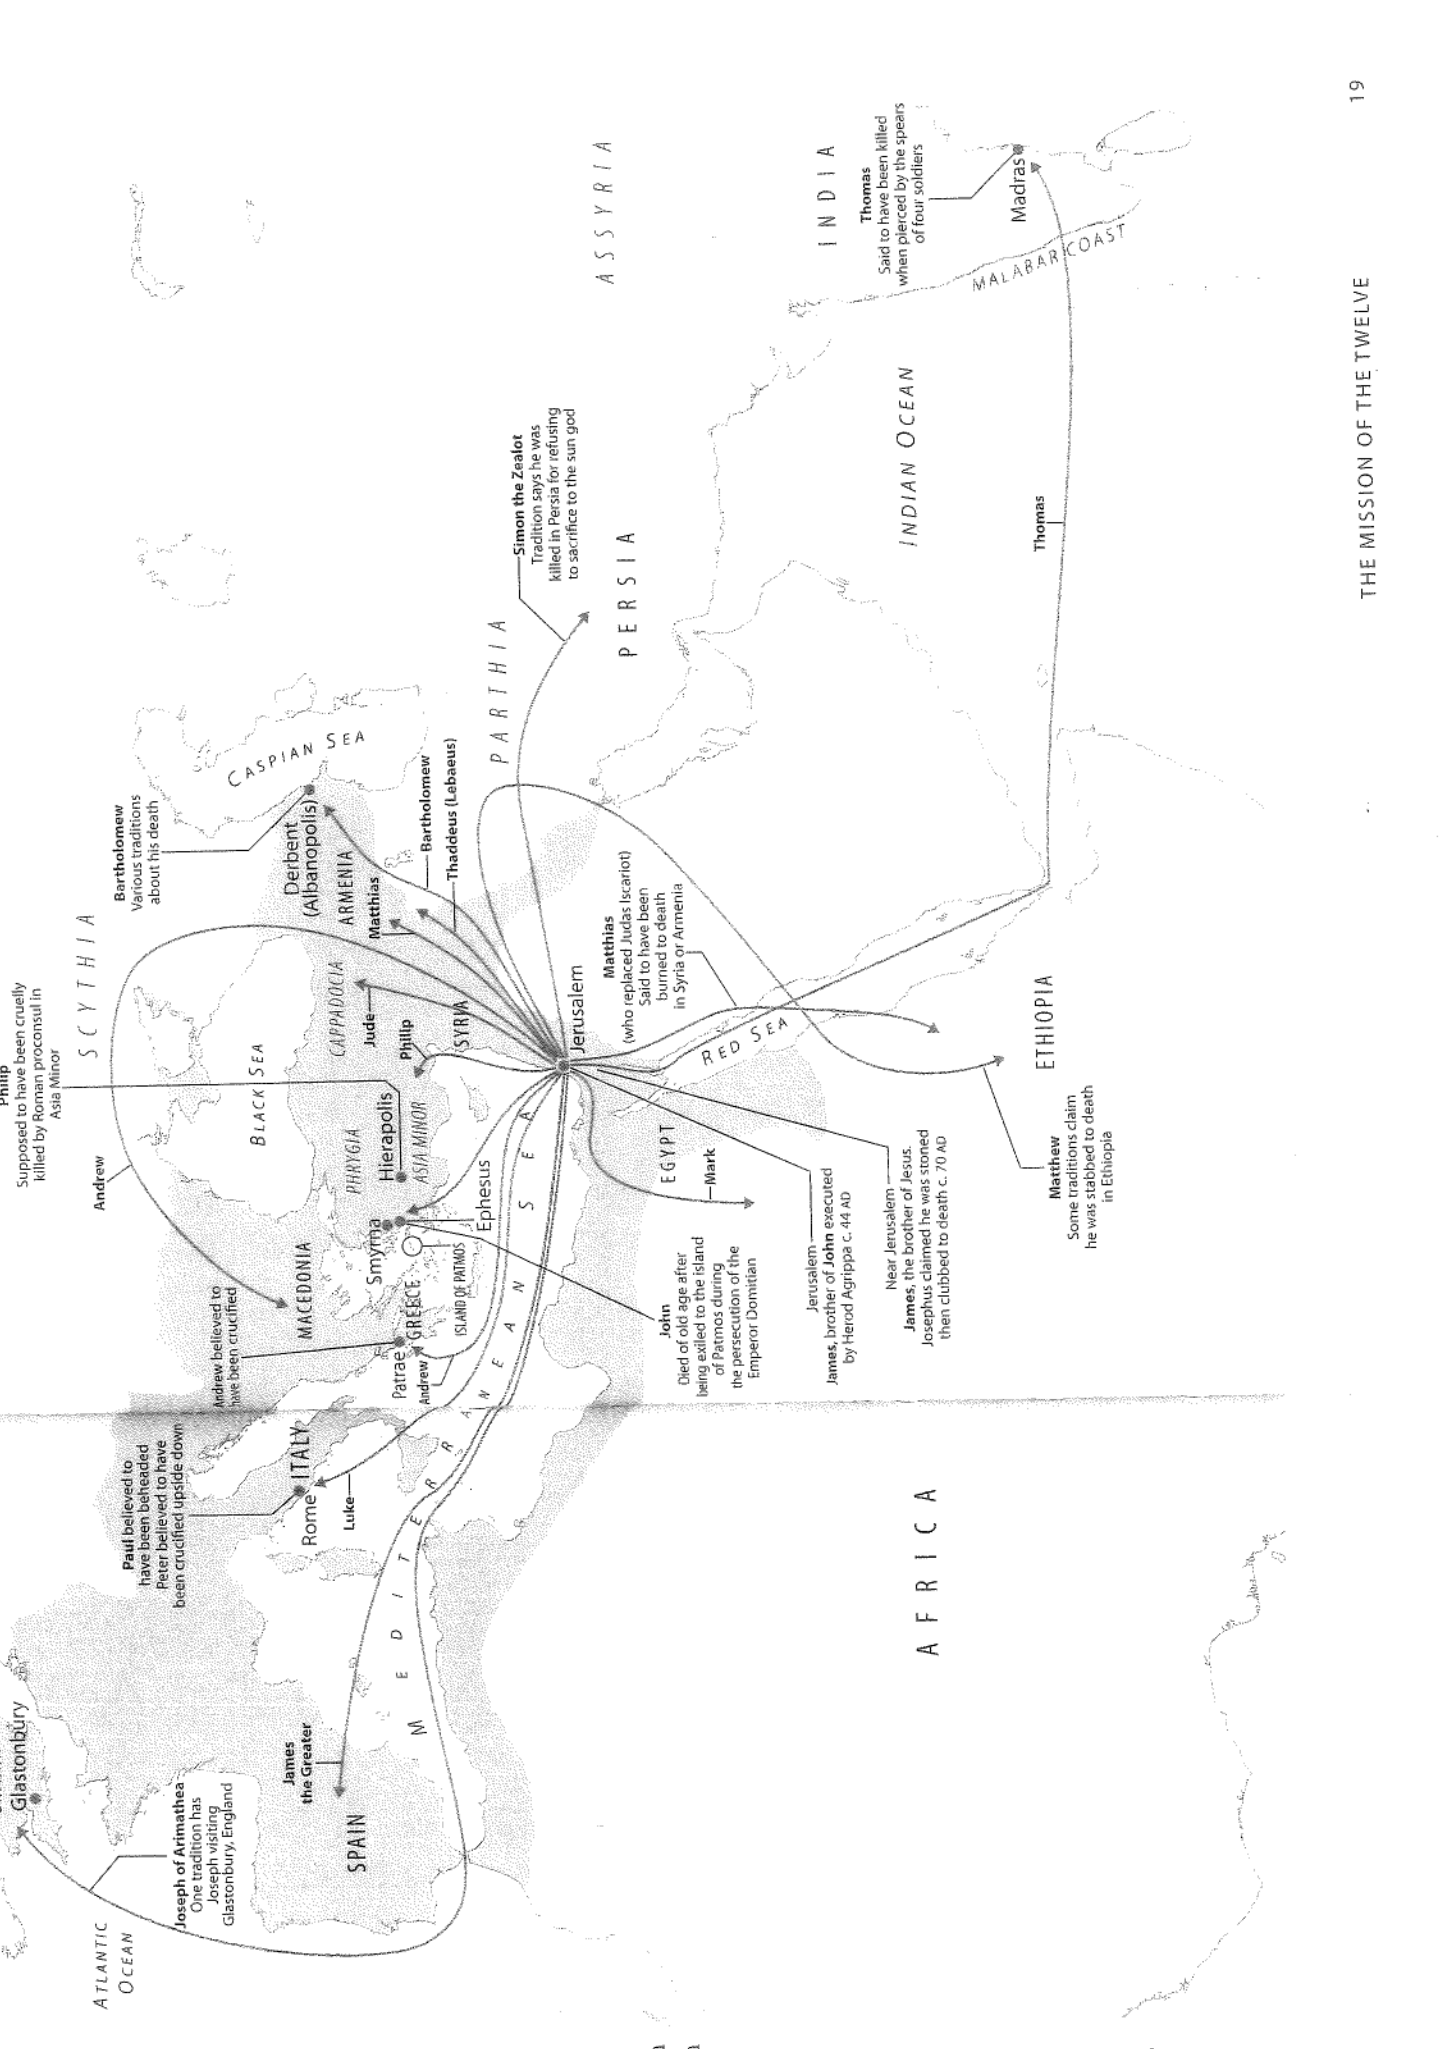 Philip
Supposed to have been cruelly
killed by Roman proconsul in
Asia Minor
SCYTHIA
Andrew
Bartholomew
Various traditions
about his death
CASPIAN SEA
Derbent
(Albanopolis)
ARMENIA
Matthias
Bartholomew
Thaddeus (Lebaeus)
PARTHIA
Simon the Zealot
Tradition says he was
killed in Persia for refusing
to sacrifice to the sun god
PERSIA
ASSYRIA
INDIA
Thomas
Said to have been killed
when pierced by the spears
of four soldiers
Madras
MALABAR COAST
INDIAN OCEAN
Thomas
BLACK SEA
CAPPADOCIA
Jude
Philip
SYRIA
Jerusalem
PHRYGIA
Hierapolis
ASIA MINOR
Smyrna
Ephesus
MACEDONIA
GREECE
ISLAND OF PATMOS
Andrew believed to
have been crucified
Patrae
Andrew
Paul believed to
have been beheaded
Peter believed to have
been crucified upside down
ITALY
Rome
Luke
Glastonbury
Joseph of Arimathea
One tradition has
Joseph visiting
Glastonbury, England
ATLANTIC
OCEAN
James
the Greater
SPAIN
MEDITERRANEAN SEA
Matthias
(who replaced Judas Iscariot)
Said to have been
burned to death
in Syria or Armenia
RED SEA
ETHIOPIA
EGYPT
Mark
Matthew
Some traditions claim
he was stabbed to death
in Ethiopia
John
Died of old age after
being exiled to the island
of Patmos during
the persecution of the
Emperor Domitian
Jerusalem
James, brother of John executed
by Herod Agrippa c. 44 AD
Near Jerusalem
James, the brother of Jesus.
Josephus claimed he was stoned
then clubbed to death c. 70 AD
AFRICA
THE MISSION OF THE TWELVE
19